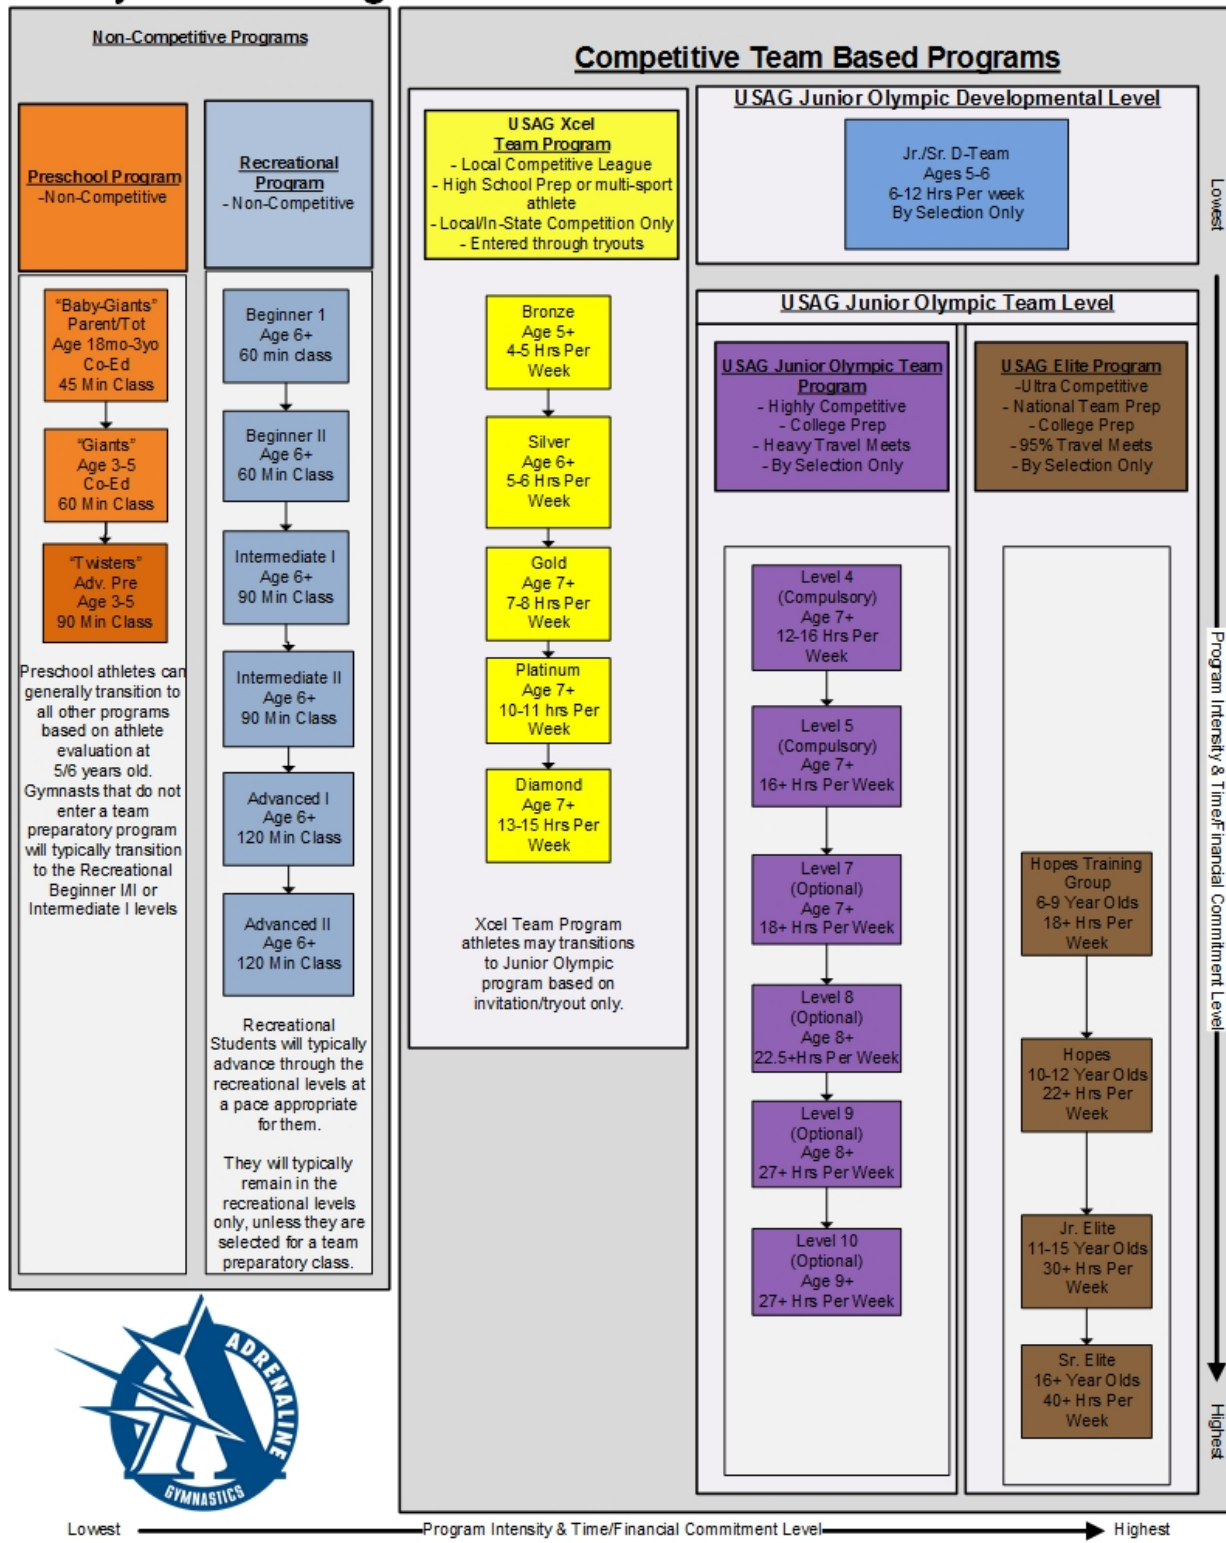 Non-Competitive Programs
Preschool Program
-Non-Competitive
"Baby-Giants"
Parent/Tot
Age 18mo-3yo
Co-Ed
45 Min Class
"Giants"
Age 3-5
Co-Ed
60 Min Class
"Twisters"
Adv. Pre
Age 3-5
90 Min Class
Preschool athletes can
generally transition to
all other programs
based on athlete
evaluation at
5/6 years old.
Gymnasts that do not
enter a team
preparatory program
will typically transition
to the Recreational
Beginner I/II or
Intermediate I levels
Recreational
Program
- Non-Competitive
Beginner 1
Age 6+
60 min class
Beginner II
Age 6+
60 Min Class
Intermediate I
Age 6+
90 Min Class
Intermediate II
Age 6+
90 Min Class
Advanced I
Age 6+
120 Min Class
Advanced II
Age 6+
120 Min Class
Recreational
Students will typically
advance through the
recreational levels at
a pace appropriate
for them.
They will typically
remain in the
recreational levels
only, unless they are
selected for a team
preparatory class.
Competitive Team Based Programs
USAG Xcel
Team Program
- Local Competitive League
- High School Prep or multi-sport
athlete
- Local/In-State Competition Only
- Entered through tryouts
Bronze
Age 5+
4-5 Hrs Per
Week
Silver
Age 6+
5-6 Hrs Per
Week
Gold
Age 7+
7-8 Hrs Per
Week
Platinum
Age 7+
10-11 hrs Per
Week
Diamond
Age 7+
13-15 Hrs Per
Week
Xcel Team Program
athletes may transitions
to Junior Olympic
program based on
invitation/tryout only.
USAG Junior Olympic Developmental Level
Jr./Sr. D-Team
Ages 5-6
6-12 Hrs Per week
By Selection Only
USAG Junior Olympic Team Level
USAG Junior Olympic Team
Program
- Highly Competitive
- College Prep
- Heavy Travel Meets
- By Selection Only
Level 4
(Compulsory)
Age 7+
12-16 Hrs Per
Week
Level 5
(Compulsory)
Age 7+
16+ Hrs Per Week
Level 7
(Optional)
Age 7+
18+ Hrs Per Week
Level 8
(Optional)
Age 8+
22.5+Hrs Per Week
Level 9
(Optional)
Age 8+
27+ Hrs Per Week
Level 10
(Optional)
Age 9+
27+ Hrs Per Week
USAG Elite Program
-Ultra Competitive
- National Team Prep
- College Prep
- 95% Travel Meets
- By Selection Only
Hopes Training
Group
6-9 Year Olds
18+ Hrs Per
Week
Hopes
10-12 Year Olds
22+ Hrs Per
Week
Jr. Elite
11-15 Year Olds
30+ Hrs Per
Week
Sr. Elite
16+ Year Olds
40+ Hrs Per
Week
Lowest
Program Intensity & Time/Financial Commitment Level
Highest
ADRENALINE
GYMNASTICS
Lowest
Program Intensity & Time/Financial Commitment Level
Highest